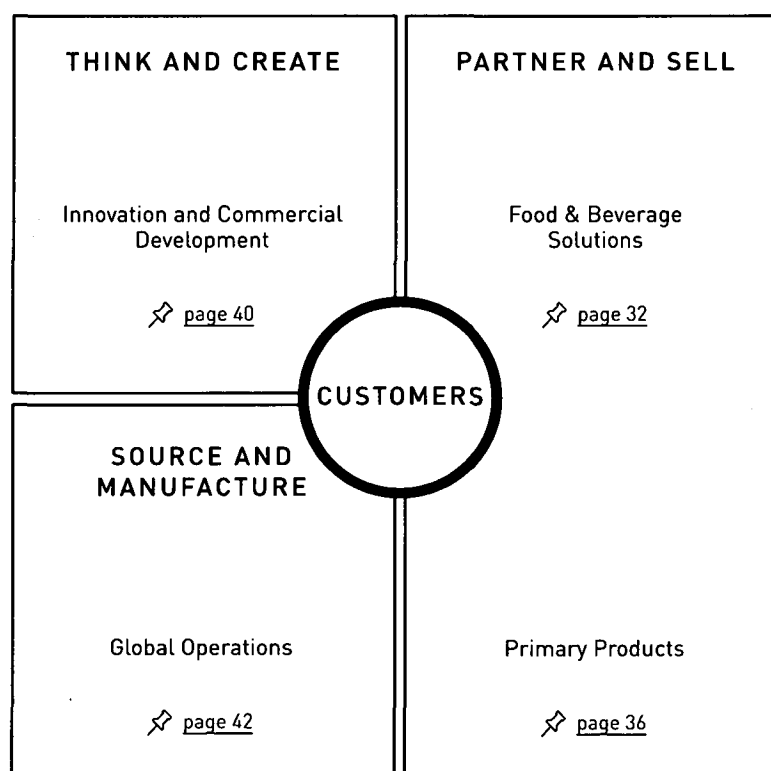 THINK AND CREATE
Innovation and Commercial
Development
page 40
PARTNER AND SELL
Food & Beverage
Solutions
page 32
CUSTOMERS
SOURCE AND
MANUFACTURE
Global Operations
page 42
Primary Products
page 36